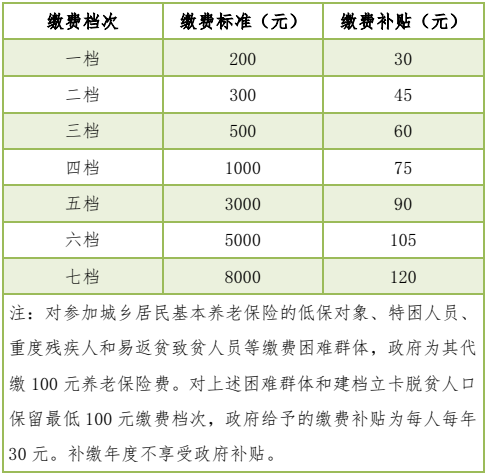 缴费档次 缴费标准（元） 缴费补贴（元）
一档 200 30
二档 300 45
三档 500 60
四档 1000 75
五档 3000 90
六档 5000 105
七档 8000 120
注：对参加城乡居民基本养老保险的低保对象、特困人员、
重度残疾人和易返贫致贫人员等缴费困难群体，政府为其代
缴 100 元养老保险费。对上述困难群体和建档立卡脱贫人口
保留最低 100 元缴费档次，政府给予的缴费补贴为每人每年
30 元。补缴年度不享受政府补贴。